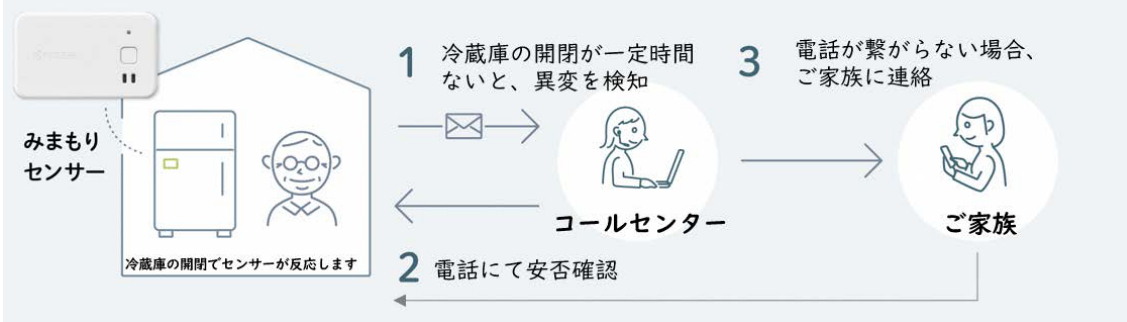 みまもり
センサー
冷蔵庫の開閉でセンサーが反応します
1 冷蔵庫の開閉が一定時間
ないと、異変を検知
コールセンター
2 電話にて安否確認
3 電話が繋がらない場合、
ご家族に連絡
ご家族